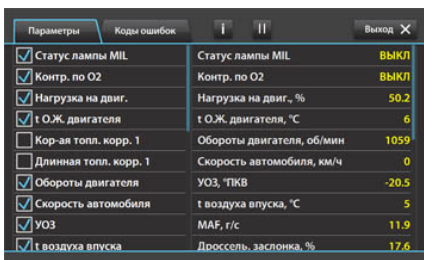 Параметры Коды ошибок i II Выход X
Статус лампы MIL Статус лампы MIL ВЫКЛ
Контр. по О2 Контр. по О2 ВЫКЛ
Нагрузка на двиг. Нагрузка на двиг., % 50.2
t О.Ж. двигателя t О.Ж. двигателя, °C 6
Кор-ая топл. корр. 1 Обороты двигателя, об/мин 1059
Длинная топл. корр. 1 Скорость автомобиля, км/ч 0
Обороты двигателя УОЗ, °ПКВ -20.5
Скорость автомобиля t воздуха впуска, °C 5
УОЗ MAF, г/с 11.9
t воздуха впуска Дроссель. заслонка, % 17.6